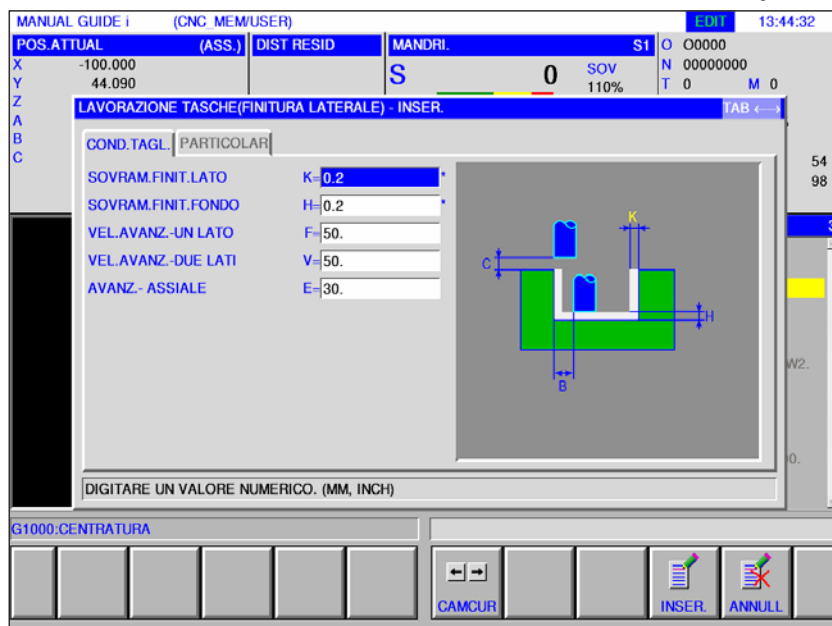 MANUAL GUIDE i (CNC_MEM/USER) EDIT 13:44:32
POS.ATTUAL (ASS.) DIST RESID MANDRI. S1 O O0000
X -100.000 N 00000000
Y 44.090 S 0 SOV 110% T 0 M 0
Z
A
B
C
54
98
LAVORAZIONE TASCHE(FINITURA LATERALE) - INSER. TAB ←→
COND.TAGL. PARTICOLAR
SOVRAM.FINIT.LATO K=0.2 *
SOVRAM.FINIT.FONDO H=0.2 *
VEL.AVANZ.-UN LATO F=50.
VEL.AVANZ.-DUE LATI V=50.
AVANZ.- ASSIALE E=30.
K
C
H
B
W2.
00.
DIGITARE UN VALORE NUMERICO. (MM, INCH)
G1000:CENTRATURA
CAMCUR INSER. ANNULL